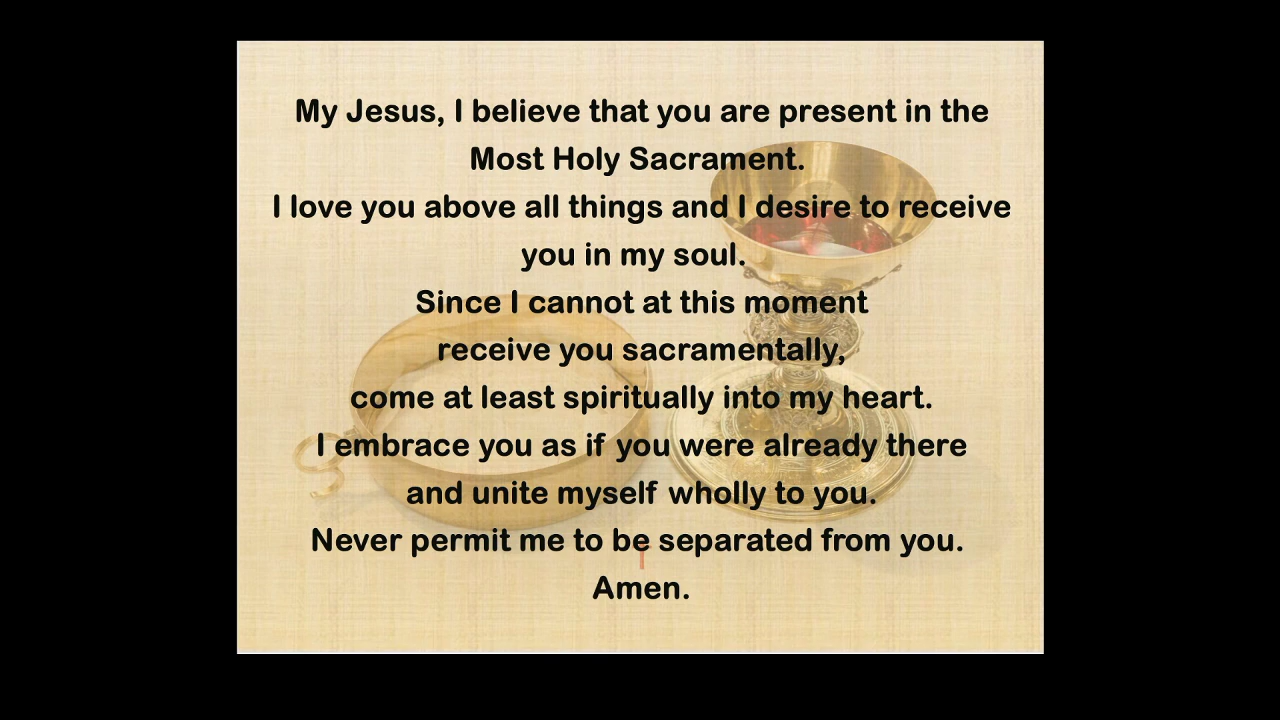 My Jesus, I believe that you are present in the
Most Holy Sacrament.
I love you above all things and I desire to receive
you in my soul.
Since I cannot at this moment
receive you sacramentally,
come at least spiritually into my heart.
I embrace you as if you were already there
and unite myself wholly to you.
Never permit me to be separated from you.
Amen.